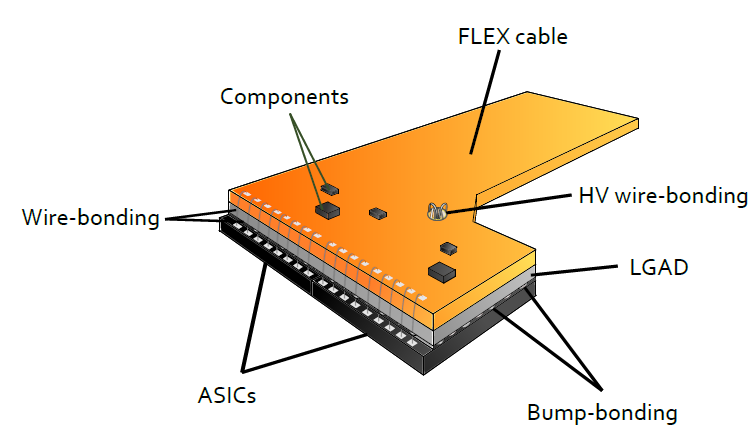 FLEX cable
Components
HV wire-bonding
Wire-bonding
LGAD
ASICs
Bump-bonding